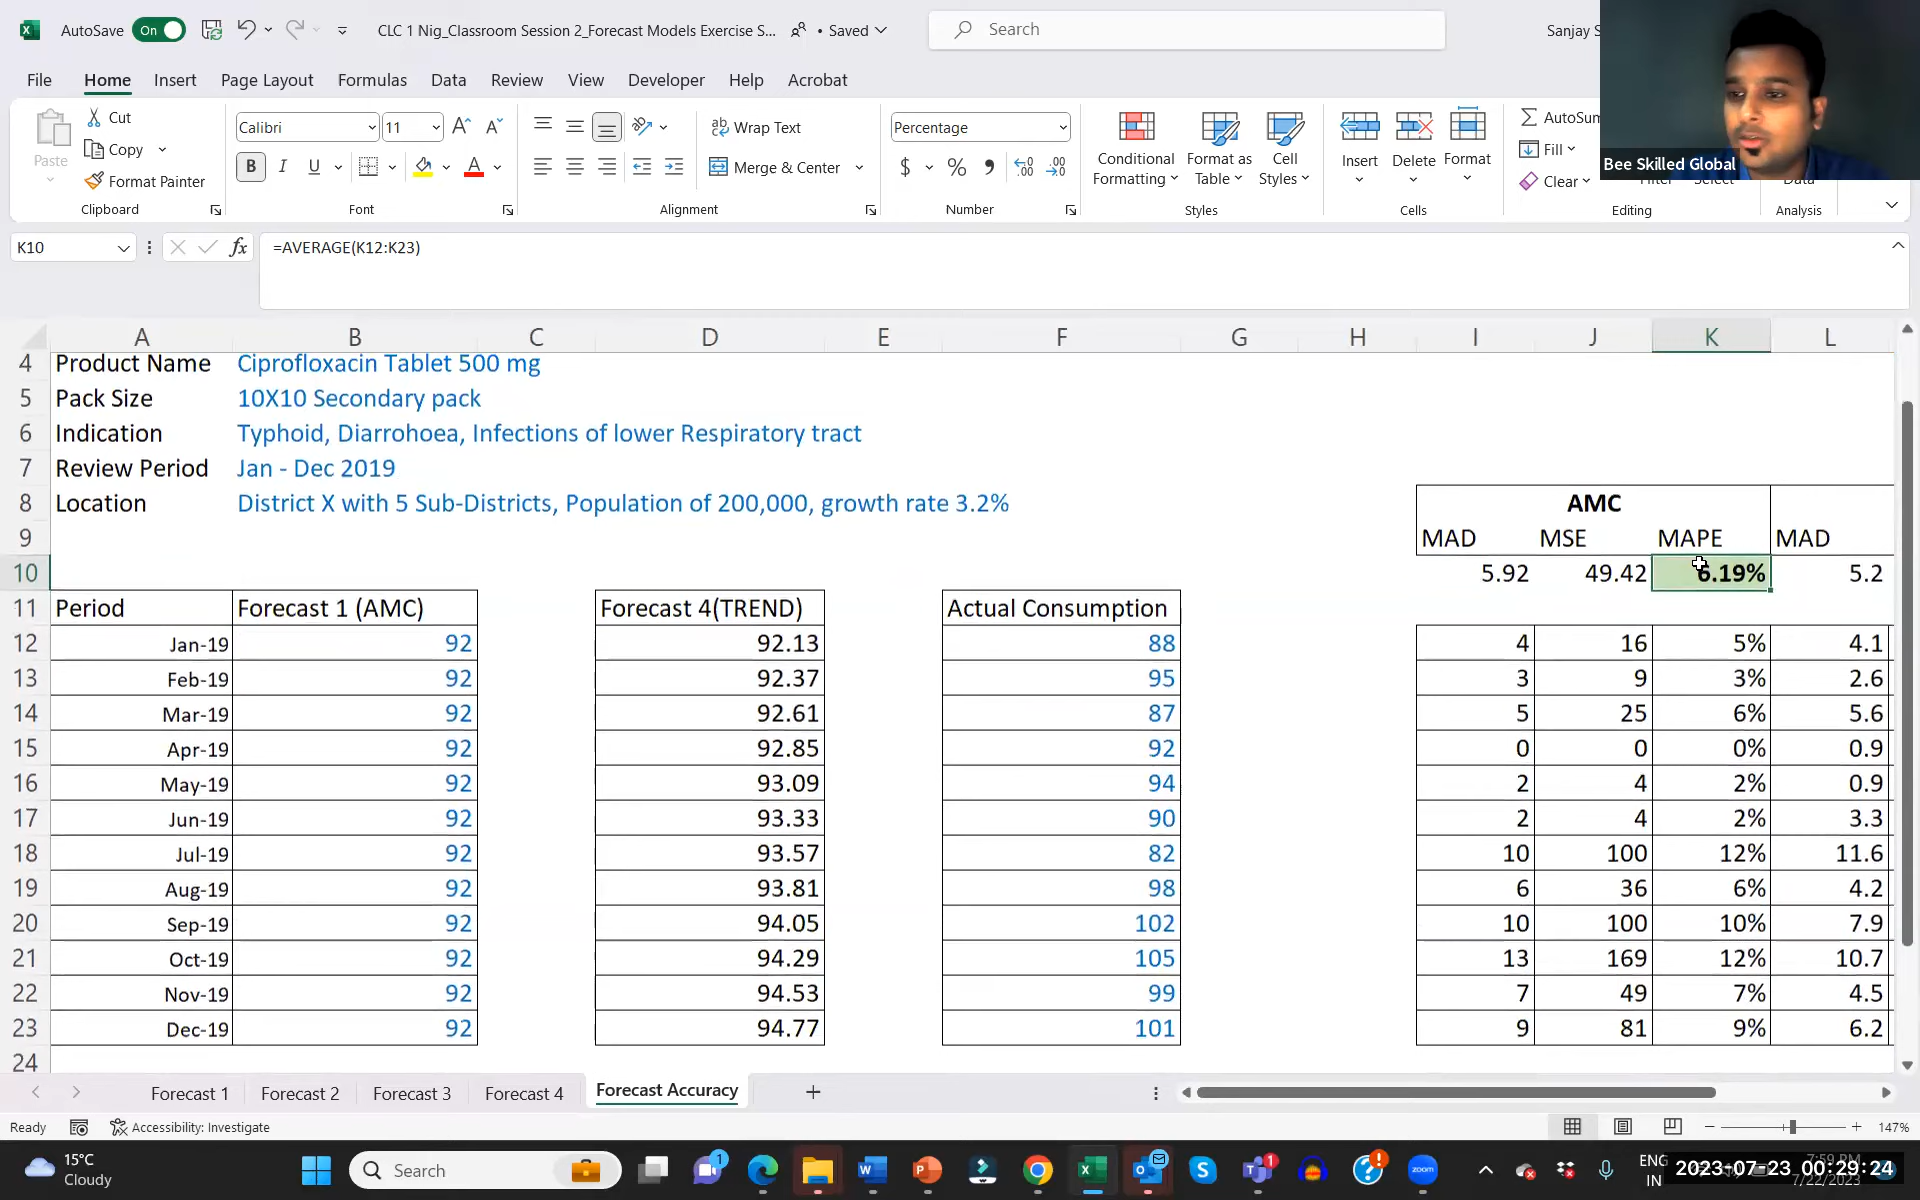 AutoSave On CLC 1 Nig_Classroom Session 2_Forecast Models Exercise S... • Saved Search Sanjay S
File Home Insert Page Layout Formulas Data Review View Developer Help Acrobat
Paste Cut Copy Format Painter
Calibri 11
B I U A A A
Wrap Text
Merge & Center
Percentage
$ % 9
Conditional Formatting Format as Table Cell Styles
Insert Delete Format
AutoSum
Fill
Clear
Bee Skilled Global
Clipboard Font Alignment Number Styles Cells Editing Analysis
K10 fx =AVERAGE(K12:K23)
A B C D E F G H I J K L
4 Product Name Ciprofloxacin Tablet 500 mg
5 Pack Size 10X10 Secondary pack
6 Indication Typhoid, Diarrohoea, Infections of lower Respiratory tract
7 Review Period Jan - Dec 2019
8 Location District X with 5 Sub-Districts, Population of 200,000, growth rate 3.2% AMC
9 MAD MSE MAPE MAD
10 5.92 49.42 6.19% 5.2
11 Period Forecast 1 (AMC) Forecast 4(TREND) Actual Consumption
12 Jan-19 92 92.13 88 4 16 5% 4.1
13 Feb-19 92 92.37 95 3 9 3% 2.6
14 Mar-19 92 92.61 87 5 25 6% 5.6
15 Apr-19 92 92.85 92 0 0 0% 0.9
16 May-19 92 93.09 94 2 4 2% 0.9
17 Jun-19 92 93.33 90 2 4 2% 3.3
18 Jul-19 92 93.57 82 10 100 12% 11.6
19 Aug-19 92 93.81 98 6 36 6% 4.2
20 Sep-19 92 94.05 102 10 100 10% 7.9
21 Oct-19 92 94.29 105 13 169 12% 10.7
22 Nov-19 92 94.53 99 7 49 7% 4.5
23 Dec-19 92 94.77 101 9 81 9% 6.2
24
Forecast 1 Forecast 2 Forecast 3 Forecast 4 Forecast Accuracy
Ready Accessibility: Investigate 147%
15°C
Cloudy
Search
zoom
ENG
IN
2023-07-23 00:29:24
7/22/2023